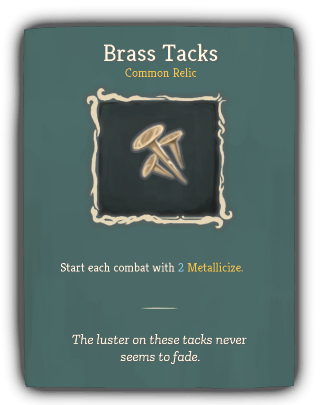 Brass Tacks
Common Relic
Start each combat with 2 Metallicize.
The luster on these tacks never
seems to fade.